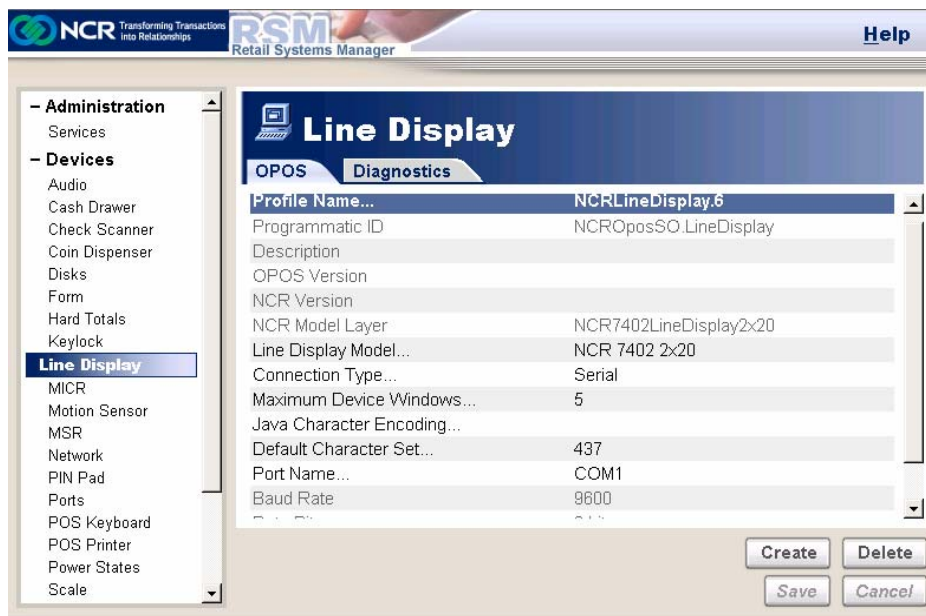 NCR Transforming Transactions into Relationships
RSM
Retail Systems Manager
Help
– Administration
Services
– Devices
Audio
Cash Drawer
Check Scanner
Coin Dispenser
Disks
Form
Hard Totals
Keylock
Line Display
MICR
Motion Sensor
MSR
Network
PIN Pad
Ports
POS Keyboard
POS Printer
Power States
Scale
Line Display
OPOS Diagnostics
Profile Name... NCRLineDisplay.6
Programmatic ID NCROposSO.LineDisplay
Description
OPOS Version
NCR Version
NCR Model Layer NCR7402LineDisplay2x20
Line Display Model... NCR 7402 2x20
Connection Type... Serial
Maximum Device Windows... 5
Java Character Encoding...
Default Character Set... 437
Port Name... COM1
Baud Rate 9600
Create Delete
Save Cancel